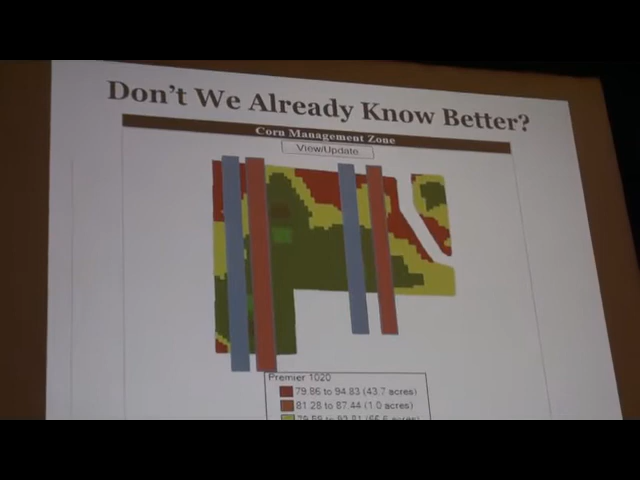 Don't We Already Know Better?
Corn Management Zone
View/Update
Premier 1020
79.86 to 94.83 (43.7 acres)
81.28 to 87.44 (1.0 acres)